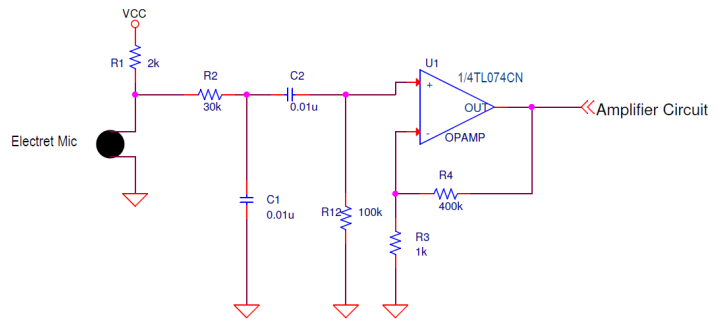 VCC
R1 2k
R2
30k
C2
0.01u
U1
1/4TL074CN
+
OUT
-
OPAMP
Amplifier Circuit
Electret Mic
C1
0.01u
R12 100k
R4
400k
R3
1k